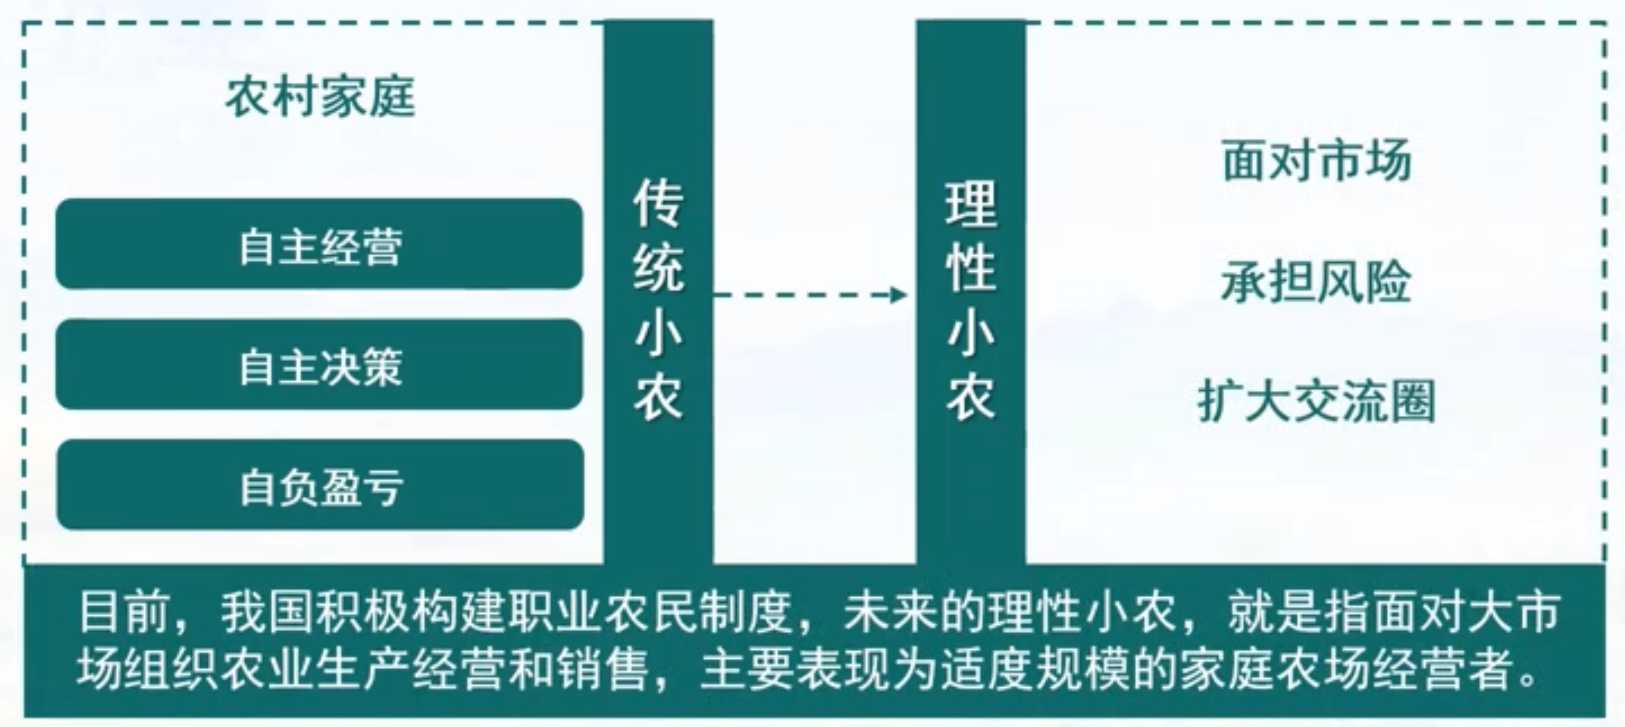 农村家庭
自主经营
自主决策
自负盈亏
传统小农
理性小农
面对市场
承担风险
扩大交流圈
目前，我国积极构建职业农民制度，未来的理性小农，就是指面对大市
场组织农业生产经营和销售，主要表现为适度规模的家庭农场经营者。